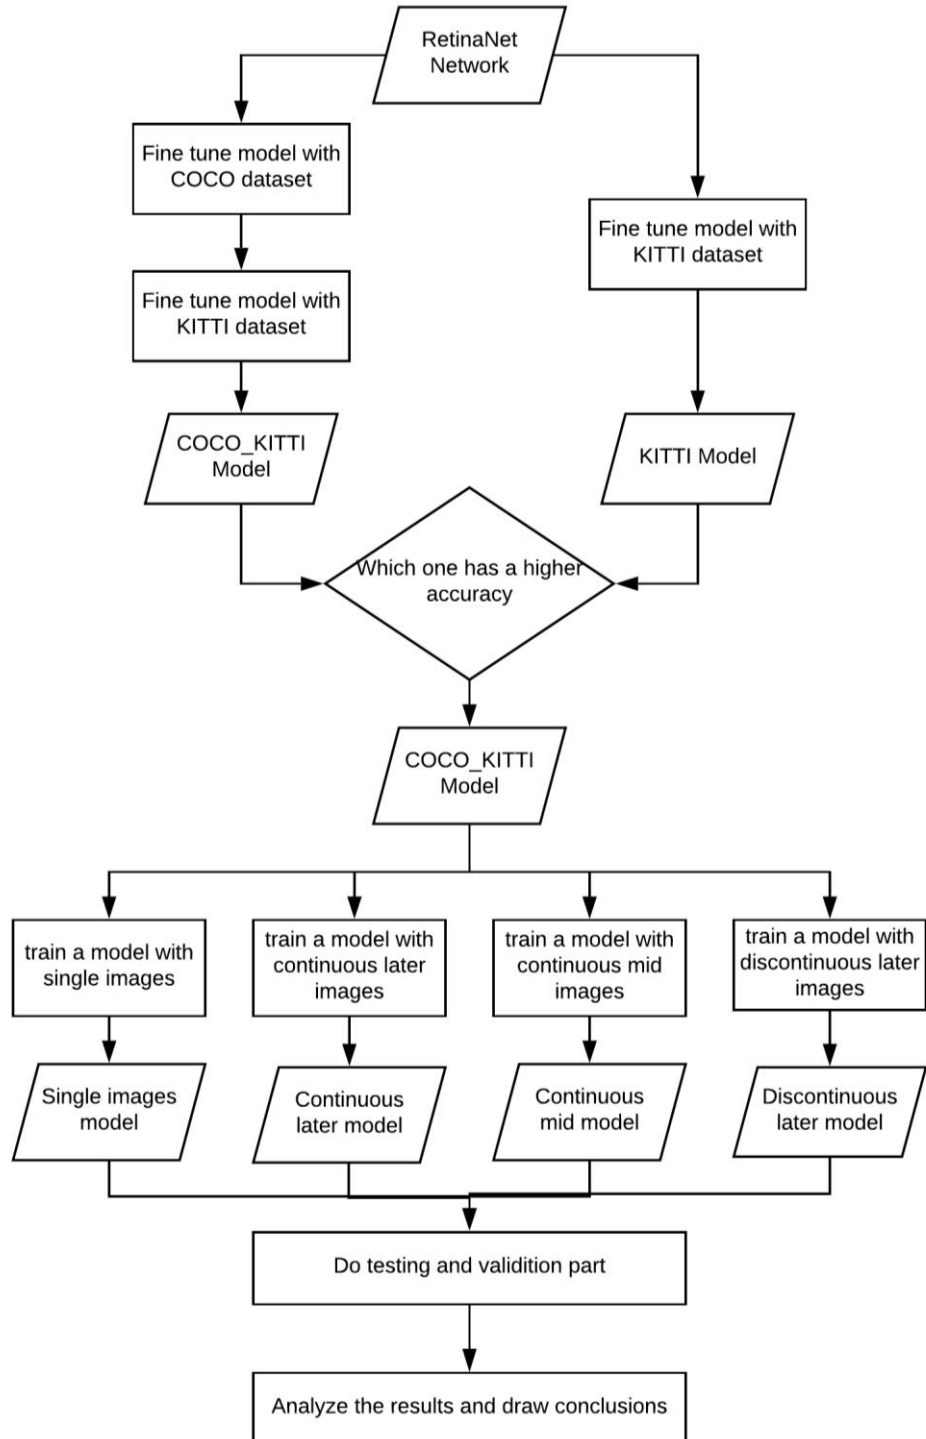 RetinaNet
Network
Fine tune model with
COCO dataset
Fine tune model with
KITTI dataset
Fine tune model with
KITTI dataset
COCO_KITTI
Model
KITTI Model
Which one has a higher
accuracy
COCO_KITTI
Model
train a model with
single images
train a model with
continuous later
images
train a model with
continuous mid
images
train a model with
discontinuous later
images
Single images
model
Continuous
later model
Continuous
mid model
Discontinuous
later model
Do testing and validition part
Analyze the results and draw conclusions